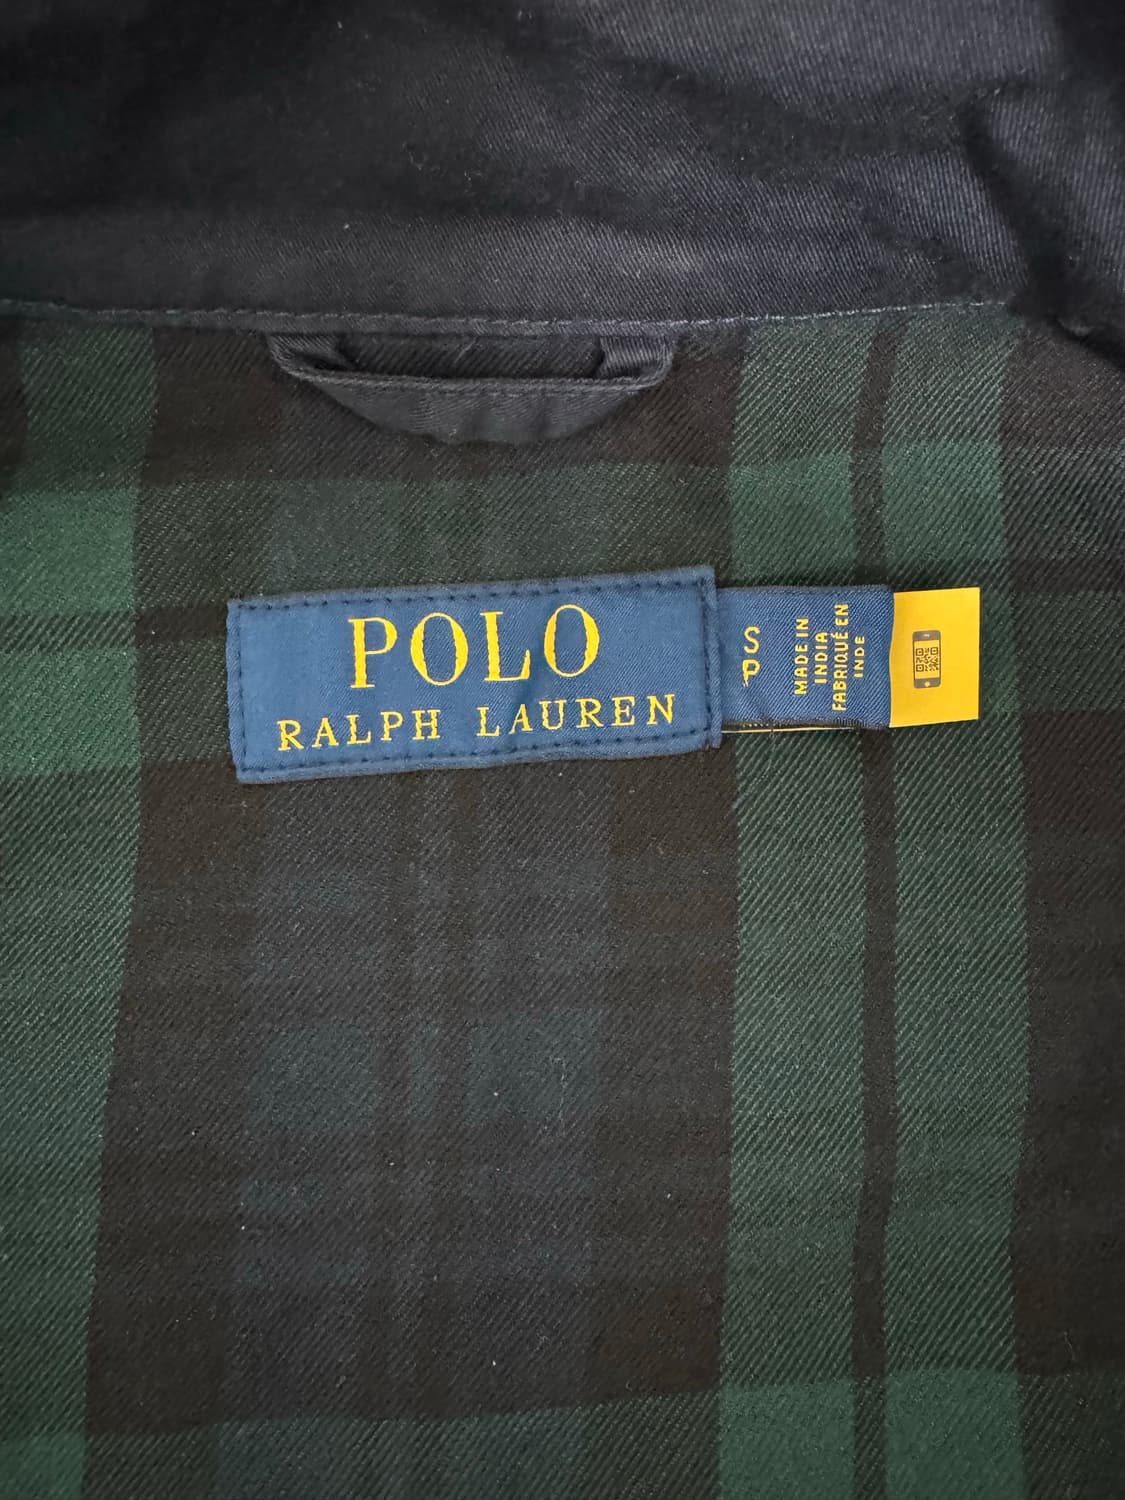 POLO
RALPH LAUREN
S
P
MADE IN
INDIA
FABRIQUÉ EN
INDE